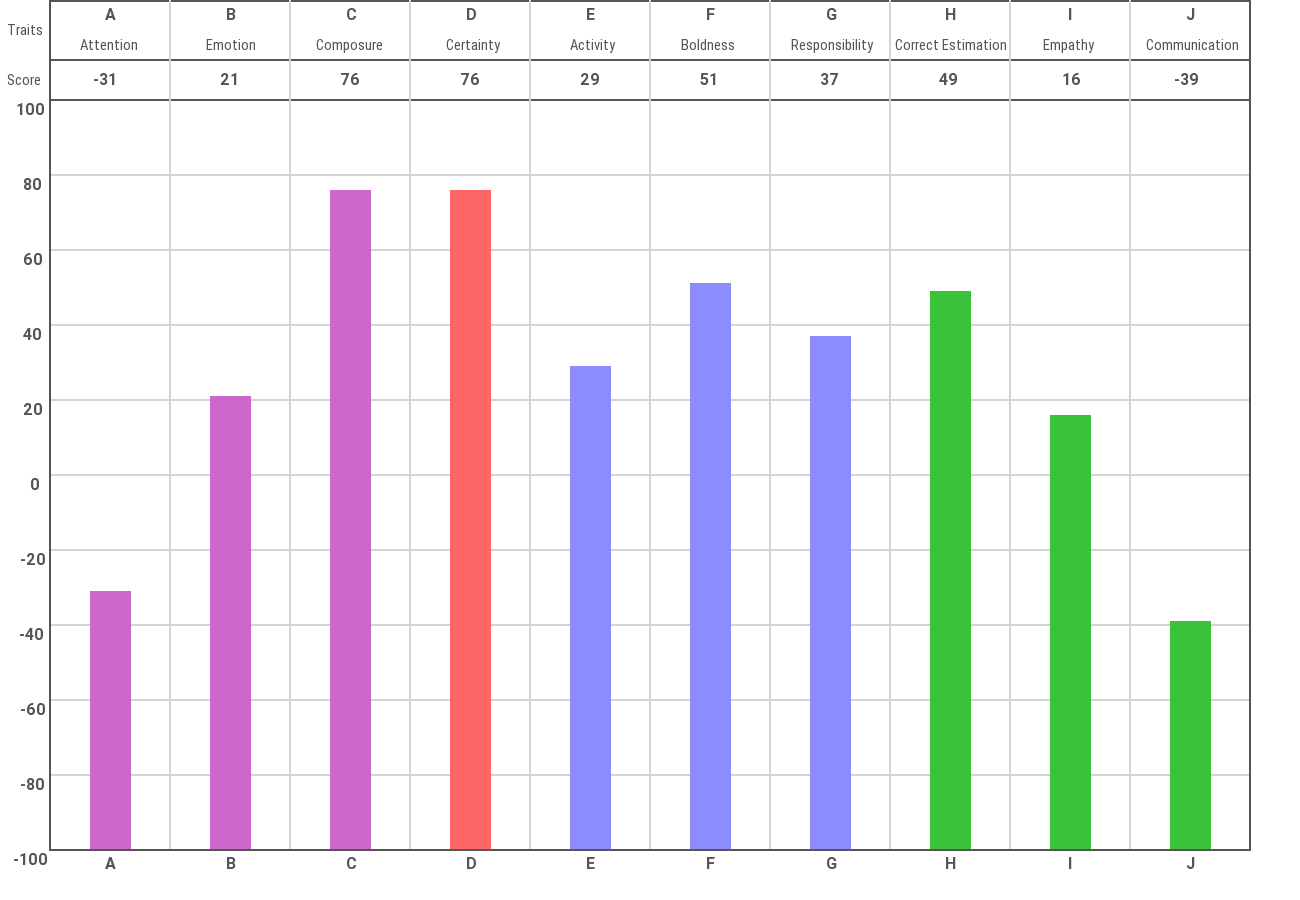 A B C D E F G H I J
Traits
Attention Emotion Composure Certainty Activity Boldness Responsibility Correct Estimation Empathy Communication
Score -31 21 76 76 29 51 37 49 16 -39
100
80
60
40
20
0
-20
-40
-60
-80
-100
A B C D E F G H I J